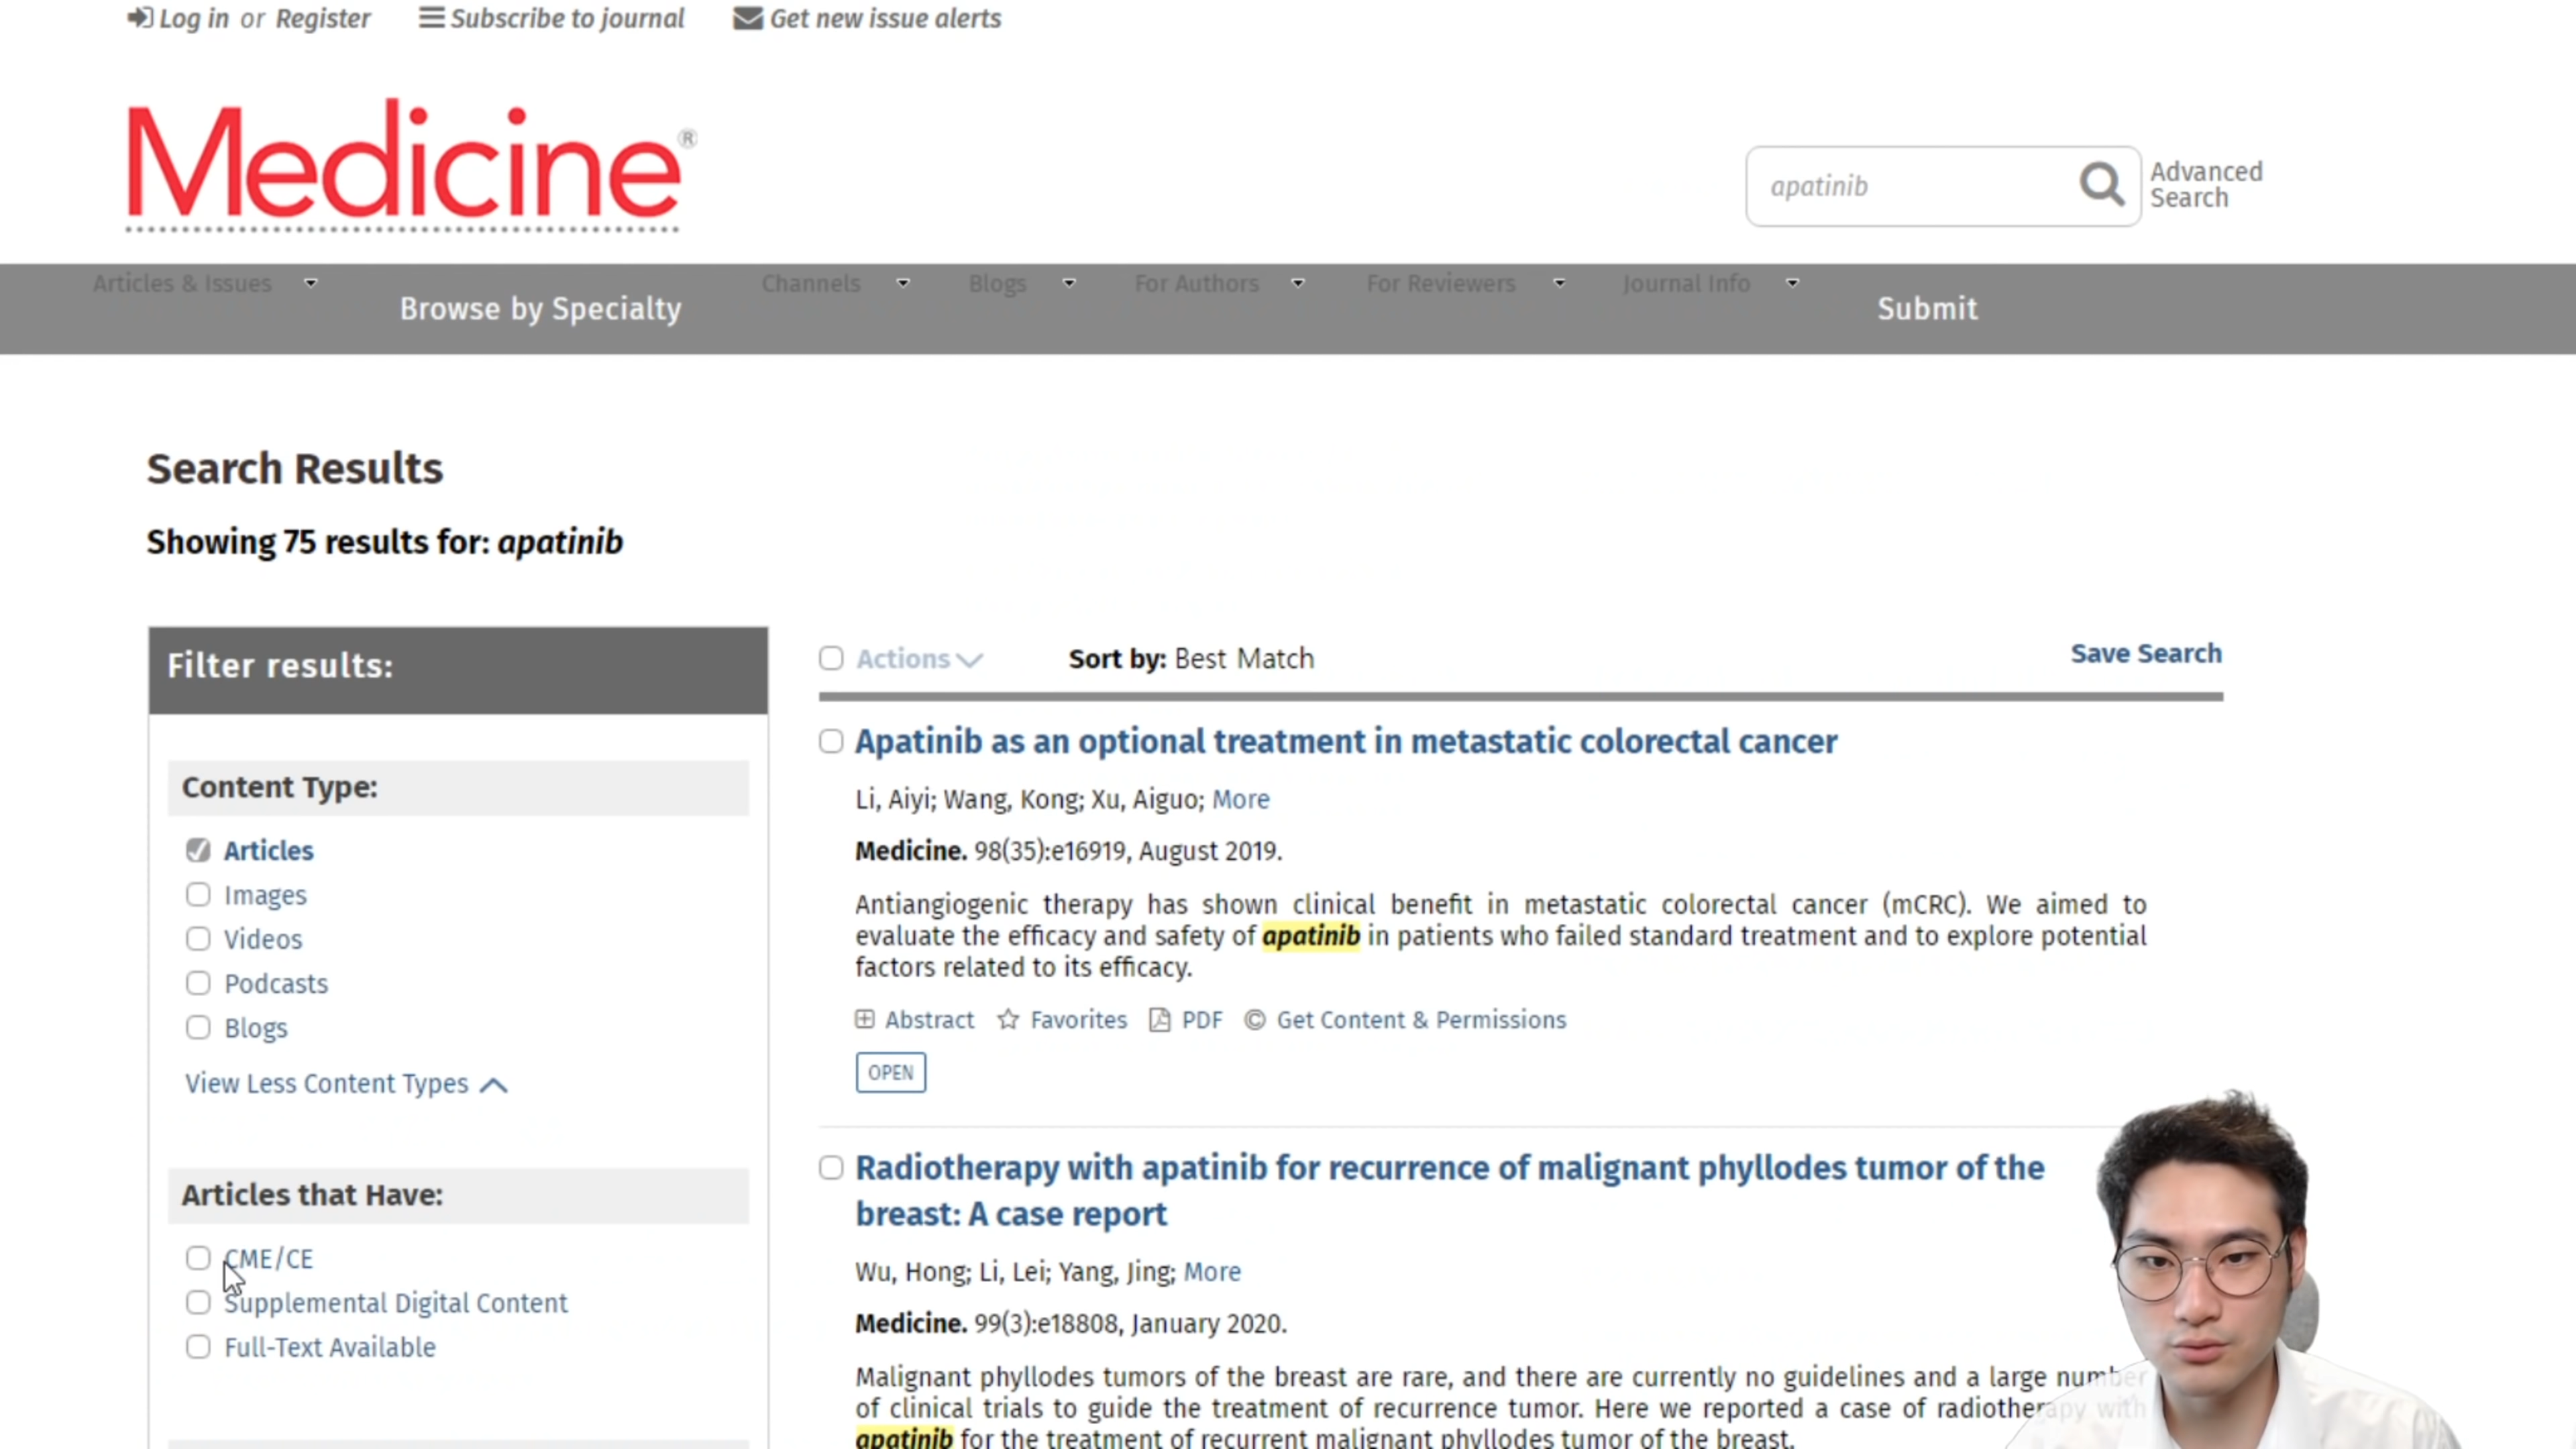 Log in or Register Subscribe to journal Get new issue alerts
Medicine®
apatinib
Advanced
Search
Articles & Issues Browse by Specialty Channels Blogs For Authors For Reviewers Journal Info Submit
Search Results
Showing 75 results for: apatinib
Filter results:
Content Type:
Articles
Images
Videos
Podcasts
Blogs
View Less Content Types
Articles that Have:
CME/CE
Supplemental Digital Content
Full-Text Available
Actions Sort by: Best Match Save Search
Apatinib as an optional treatment in metastatic colorectal cancer
Li, Aiyi; Wang, Kong; Xu, Aiguo; More
Medicine. 98(35):e16919, August 2019.
Antiangiogenic therapy has shown clinical benefit in metastatic colorectal cancer (mCRC). We aimed to
evaluate the efficacy and safety of apatinib in patients who failed standard treatment and to explore potential
factors related to its efficacy.
Abstract Favorites PDF © Get Content & Permissions
OPEN
Radiotherapy with apatinib for recurrence of malignant phyllodes tumor of the
breast: A case report
Wu, Hong; Li, Lei; Yang, Jing; More
Medicine. 99(3):e18808, January 2020.
Malignant phyllodes tumors of the breast are rare, and there are currently no guidelines and a large number
of clinical trials to guide the treatment of recurrence tumor. Here we reported a case of radiotherapy with
apatinib for the treatment of recurrent malignant phyllodes tumor of the breast.